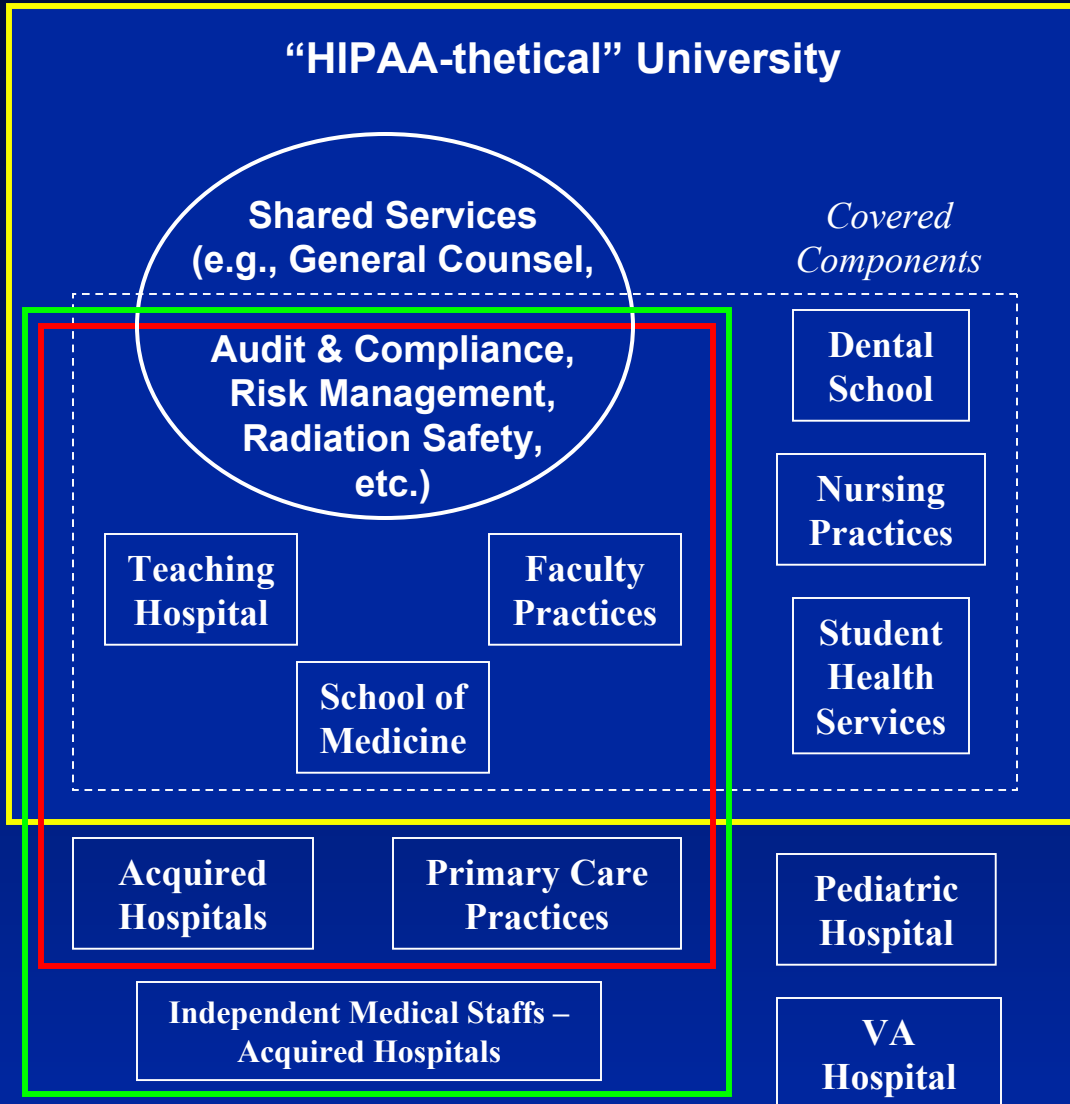 “HIPAA-thetical” University
Shared Services
(e.g., General Counsel,
Audit & Compliance,
Risk Management,
Radiation Safety,
etc.)
Covered
Components
Dental
School
Nursing
Practices
Student
Health
Services
Teaching
Hospital
Faculty
Practices
School of
Medicine
Acquired
Hospitals
Primary Care
Practices
Pediatric
Hospital
Independent Medical Staffs –
Acquired Hospitals
VA
Hospital